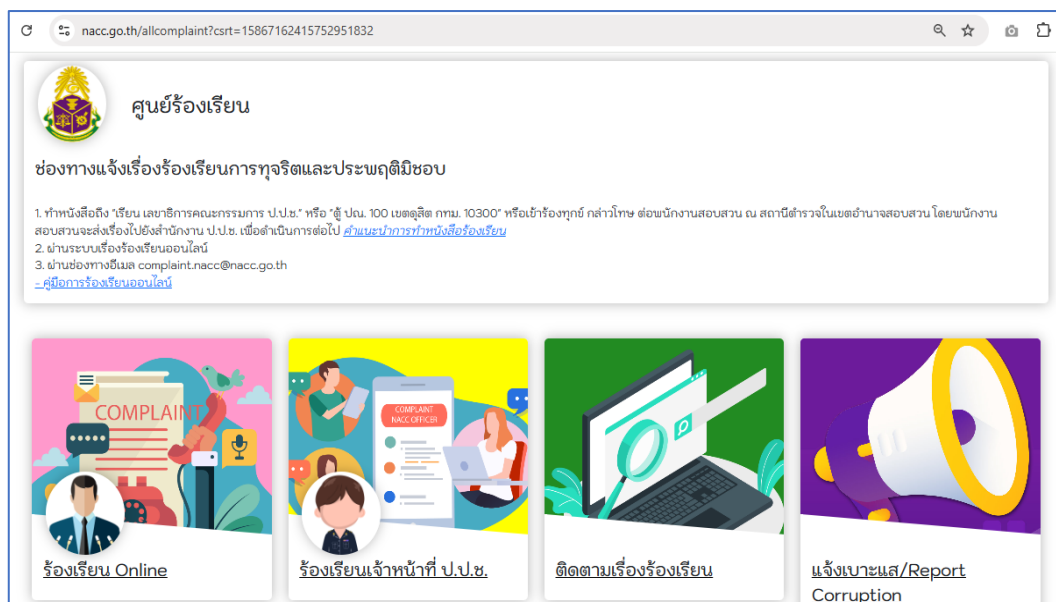 nacc.go.th/allcomplaint?csrt=15867162415752951832
ศูนย์ร้องเรียน
ช่องทางแจ้งเรื่องร้องเรียนการทุจริตและประพฤติมิชอบ
1. ทำหนังสือถึง "เรียน เลขาธิการคณะกรรมการ ป.ป.ช." หรือ "ตู้ ปณ. 100 เขตดุสิต กทม. 10300" หรือเข้าร้องทุกข์ กล่าวโทษ ต่อพนักงานสอบสวน ณ สถานีตำรวจในเขตอำนาจสอบสวน โดยพนักงาน
สอบสวนจะส่งเรื่องไปยังสำนักงาน ป.ป.ช. เพื่อดำเนินการต่อไป คำแนะนำการทำหนังสือร้องเรียน
2. ผ่านระบบเรื่องร้องเรียนออนไลน์
3. ผ่านช่องทางอีเมล complaint.nacc@nacc.go.th
- คู่มือการร้องเรียนออนไลน์
COMPLAINT
COMPLAINT
NACC OFFICER
ร้องเรียน Online
ร้องเรียนเจ้าหน้าที่ ป.ป.ช.
ติดตามเรื่องร้องเรียน
แจ้งเบาะแส/Report
Corruption